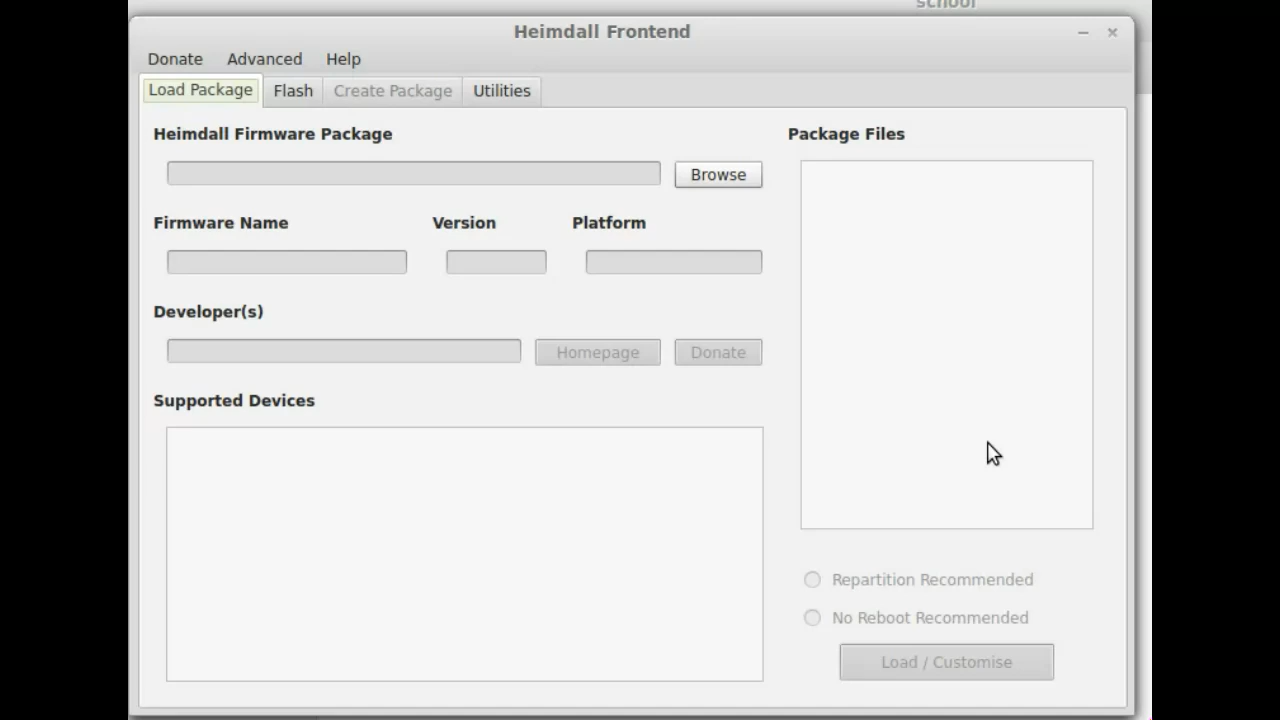 school
Heimdall Frontend
Donate Advanced Help
Load Package Flash Create Package Utilities
Heimdall Firmware Package Package Files
Browse
Firmware Name Version Platform
Developer(s)
Homepage Donate
Supported Devices
Repartition Recommended
No Reboot Recommended
Load / Customise